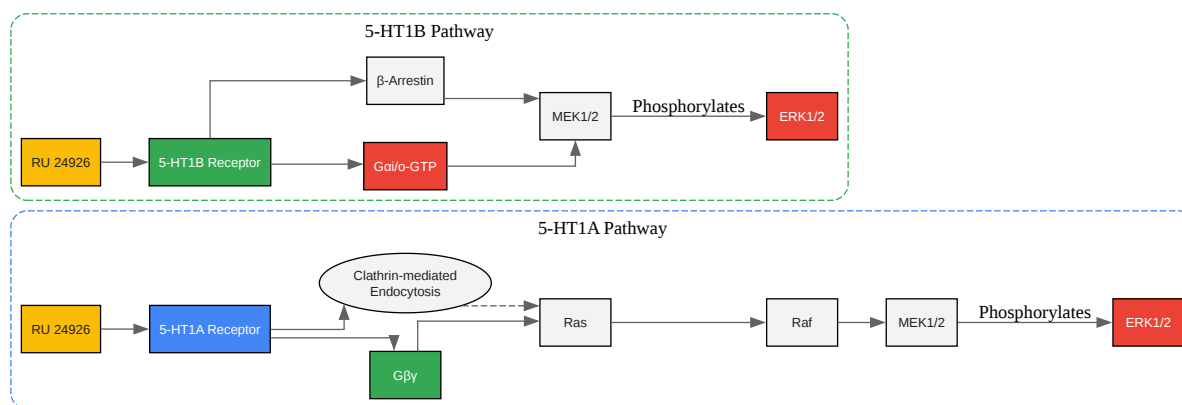 5-HT1B Pathway
β-Arrestin
MEK1/2
Phosphorylates
ERK1/2
RU 24926
5-HT1B Receptor
Gαi/o-GTP
5-HT1A Pathway
Clathrin-mediated
Endocytosis
RU 24926
5-HT1A Receptor
Ras
Raf
MEK1/2
Phosphorylates
ERK1/2
Gβγ